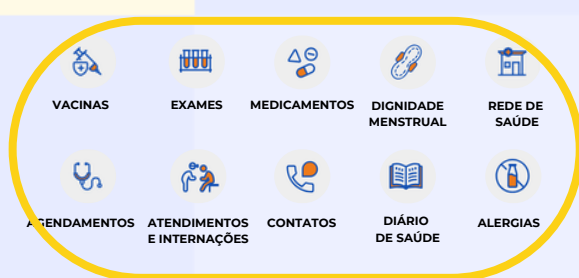 VACINAS
EXAMES
MEDICAMENTOS
DIGNIDADE
MENSTRUAL
REDE DE
SAÚDE
AGENDAMENTOS
ATENDIMENTOS
E INTERNAÇÕES
CONTATOS
DIÁRIO
DE SAÚDE
ALERGIAS